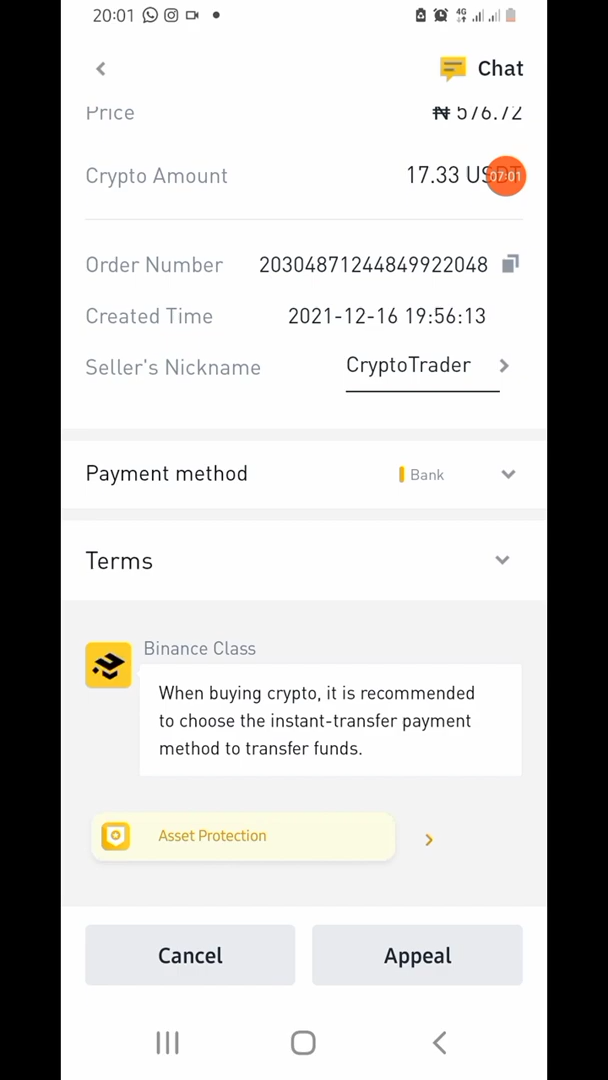 20:01 4G
Chat
Price ₦ 576.72
Crypto Amount 17.33 USDT
07:01
Order Number 20304871244849922048
Created Time 2021-12-16 19:56:13
Seller's Nickname CryptoTrader
Payment method Bank
Terms
Binance Class
When buying crypto, it is recommended
to choose the instant-transfer payment
method to transfer funds.
Asset Protection
Cancel Appeal